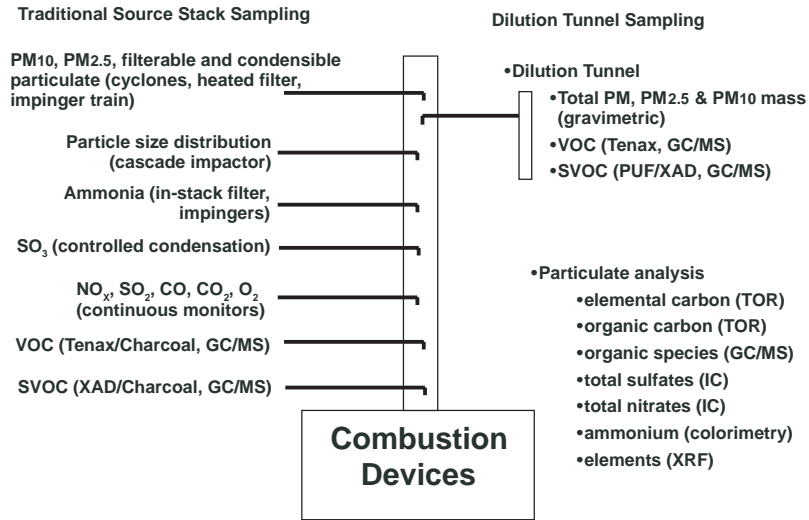 Traditional Source Stack Sampling
PM10, PM2.5, filterable and condensible
particulate (cyclones, heated filter,
impinger train)
Particle size distribution
(cascade impactor)
Ammonia (in-stack filter,
impingers)
SO3 (controlled condensation)
NOX, SO2, CO, CO2, O2
(continuous monitors)
VOC (Tenax/Charcoal, GC/MS)
SVOC (XAD/Charcoal, GC/MS)
Combustion
Devices
Dilution Tunnel Sampling
•Dilution Tunnel
•Total PM, PM2.5 & PM10 mass
(gravimetric)
•VOC (Tenax, GC/MS)
•SVOC (PUF/XAD, GC/MS)
•Particulate analysis
•elemental carbon (TOR)
•organic carbon (TOR)
•organic species (GC/MS)
•total sulfates (IC)
•total nitrates (IC)
•ammonium (colorimetry)
•elements (XRF)